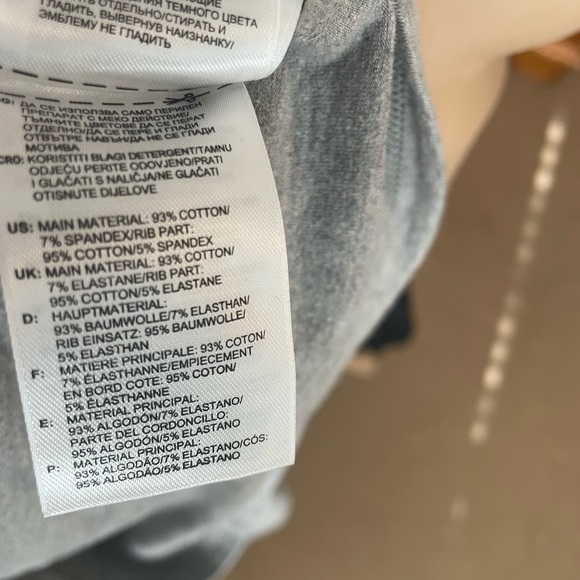 ТЕМНОГО ЦВЕТА
ГЛАДИТЬ ОТДЕЛЬНО/СТИРАТЬ И
ГЛАДИТЬ, ВЫВЕРНУВ НАИЗНАНКУ/
ЭМБЛЕМУ НЕ ГЛАДИТЬ
ДА СЕ ИЗПОЛЗВА САМО ПЕРИЛЕН
ПРЕПАРАТ С МЕКО ДЕЙСТВИЕ/
ТЪМНИТЕ ЦВЕТОВЕ ДА СЕ ПЕРАТ
ОТДЕЛНО/ДА СЕ ПЕРЕ И ГЛАДИ
ОТВЪТРЕ НАВЪН/ДА НЕ СЕ ГЛАДИ
МОТИВА
CRO: KORISTITI BLAGI DETERGENT/TAMNU
ODJEĆU PERITE ODOVJENO/PRATI
I GLAČATI S NALIČJA/NE GLAČATI
OTISNUTE DIJELOVE
US: MAIN MATERIAL: 93% COTTON/
7% SPANDEX/RIB PART:
95% COTTON/5% SPANDEX
UK: MAIN MATERIAL: 93% COTTON/
7% ELASTANE/RIB PART:
95% COTTON/5% ELASTANE
D: HAUPTMATERIAL:
93% BAUMWOLLE/7% ELASTHAN/
RIB EINSATZ: 95% BAUMWOLLE/
5% ELASTHAN
F: MATIÈRE PRINCIPALE: 93% COTON/
7% ÉLASTHANNE/EMPIECEMENT
EN BORD COTE: 95% COTON/
5% ÉLASTHANNE
E: MATERIAL PRINCIPAL:
93% ALGODÓN/7% ELASTANO/
PARTE DEL CORDONCILLO:
95% ALGODÓN/5% ELASTANO
P: MATERIAL PRINCIPAL:
93% ALGODÃO/7% ELASTANO/CÓS:
95% ALGODÃO/5% ELASTANO